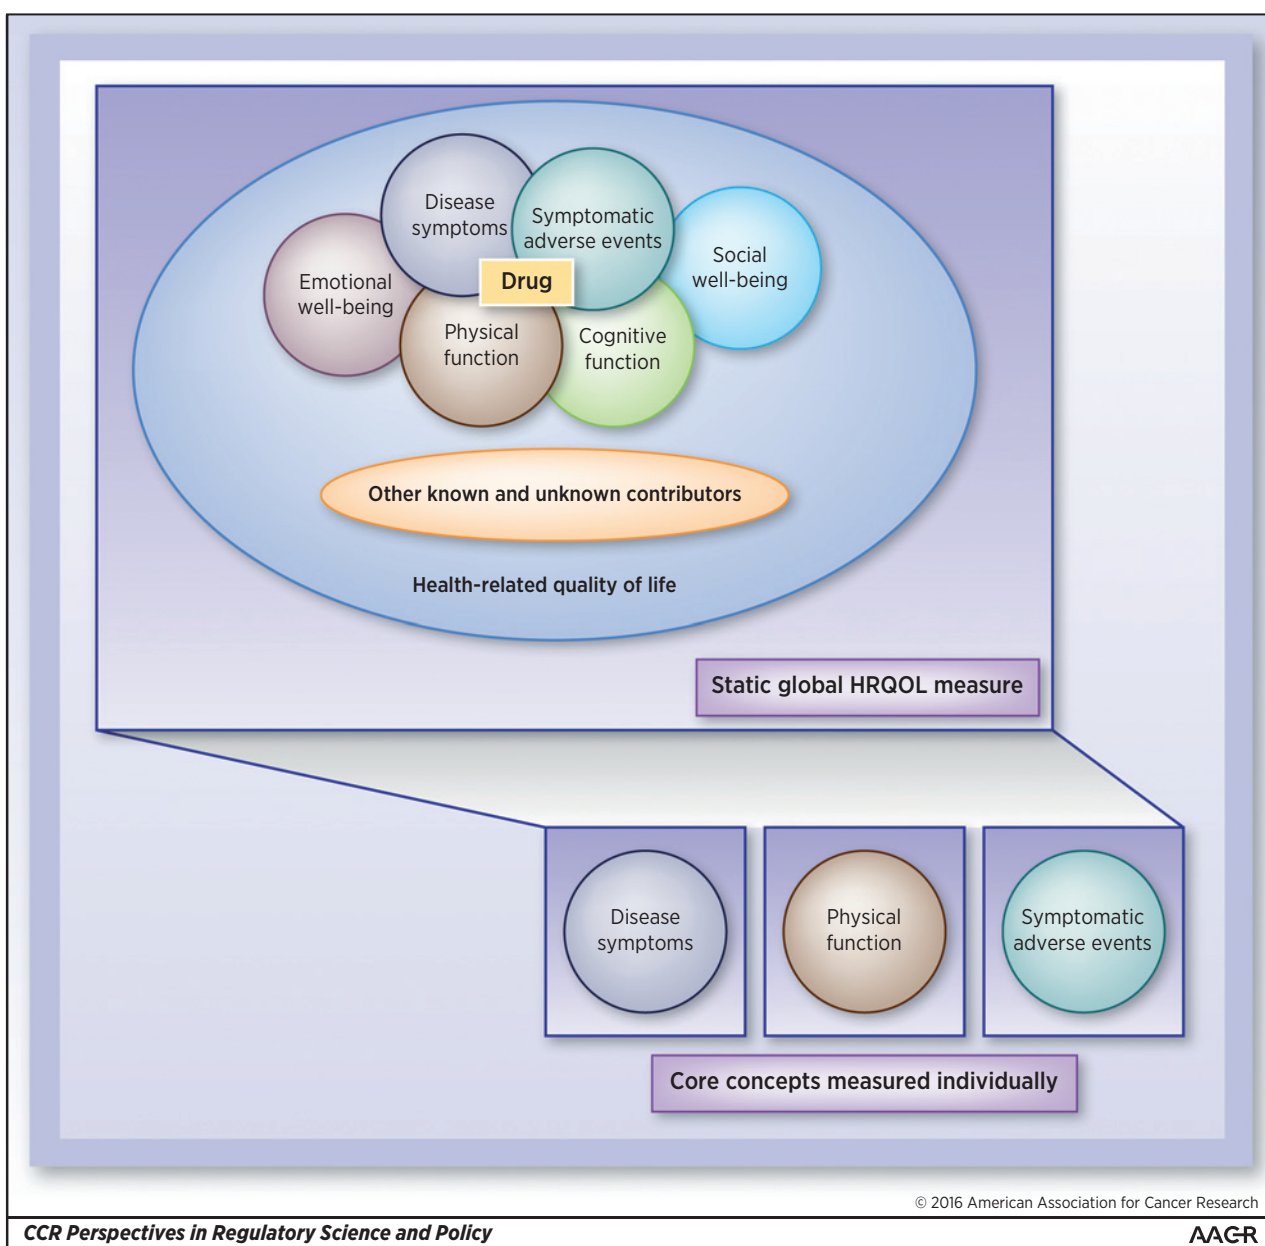 Disease
symptoms
Symptomatic
adverse events
Social
well-being
Emotional
well-being
Drug
Physical
function
Cognitive
function
Other known and unknown contributors
Health-related quality of life
Static global HRQOL measure
Disease
symptoms
Physical
function
Symptomatic
adverse events
Core concepts measured individually
© 2016 American Association for Cancer Research
CCR Perspectives in Regulatory Science and Policy
AACR